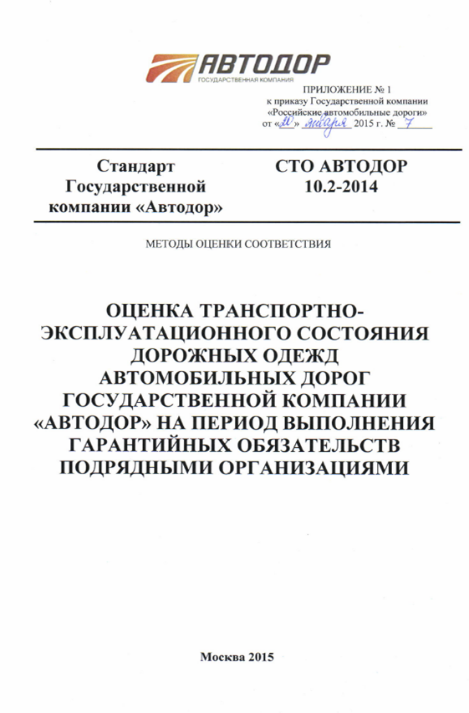 АВТОДОР
ГОСУДАРСТВЕННАЯ КОМПАНИЯ
ПРИЛОЖЕНИЕ № 1
к приказу Государственной компании
«Российские автомобильные дороги»
от «20» января 2015 г. № 7
Стандарт
Государственной
компании «Автодор»
СТО АВТОДОР
10.2-2014
МЕТОДЫ ОЦЕНКИ СООТВЕТСТВИЯ
ОЦЕНКА ТРАНСПОРТНО-
ЭКСПЛУАТАЦИОННОГО СОСТОЯНИЯ
ДОРОЖНЫХ ОДЕЖД
АВТОМОБИЛЬНЫХ ДОРОГ
ГОСУДАРСТВЕННОЙ КОМПАНИИ
«АВТОДОР» НА ПЕРИОД ВЫПОЛНЕНИЯ
ГАРАНТИЙНЫХ ОБЯЗАТЕЛЬСТВ
ПОДРЯДНЫМИ ОРГАНИЗАЦИЯМИ
Москва 2015